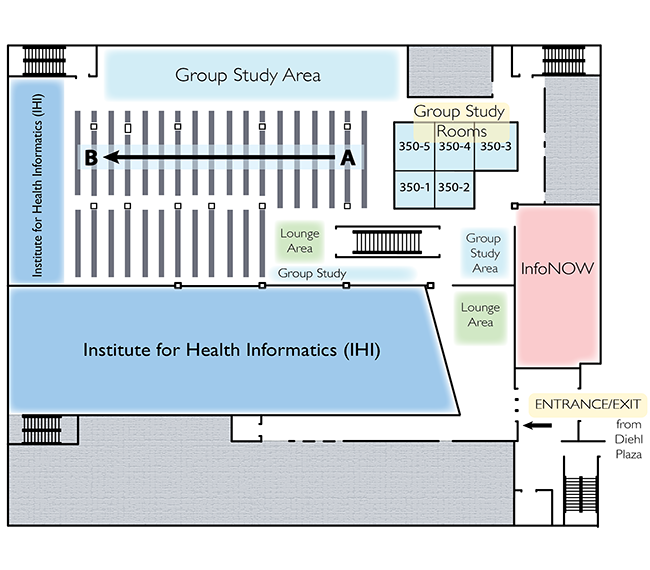 Group Study Area
Institute for Health Informatics (IHI)
Group Study
Rooms
350-5 350-4 350-3
B A
350-1 350-2
Lounge
Area
Group
Study
Area
InfoNOW
Group Study
Lounge
Area
Institute for Health Informatics (IHI)
ENTRANCE/EXIT
from
Diehl
Plaza